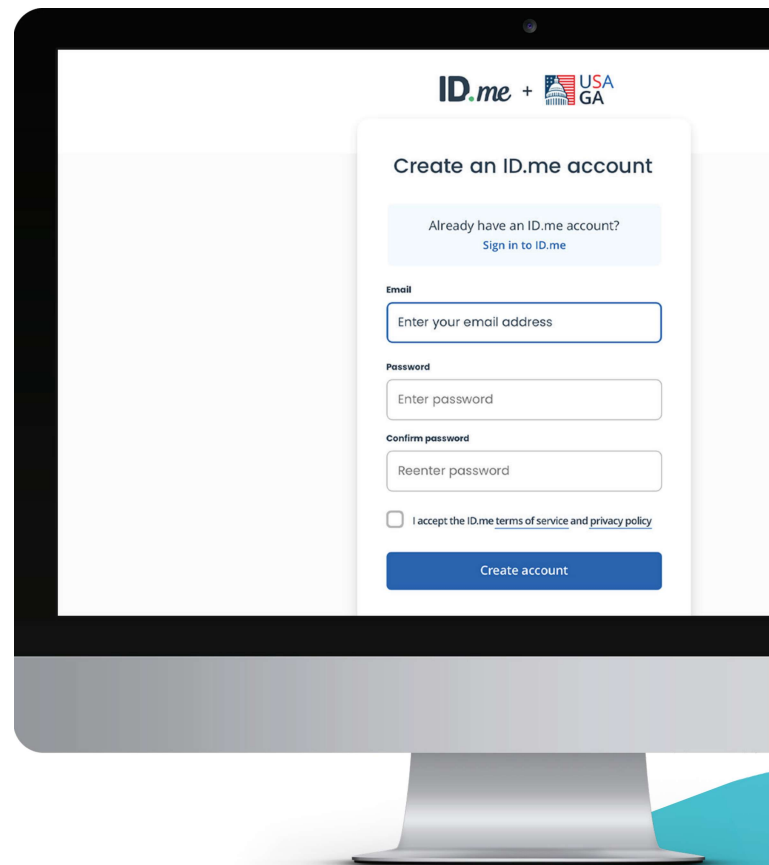 ID.me + USA
GA
Create an ID.me account
Already have an ID.me account?
Sign in to ID.me
Email
Enter your email address
Password
Enter password
Confirm password
Reenter password
I accept the ID.me terms of service and privacy policy
Create account